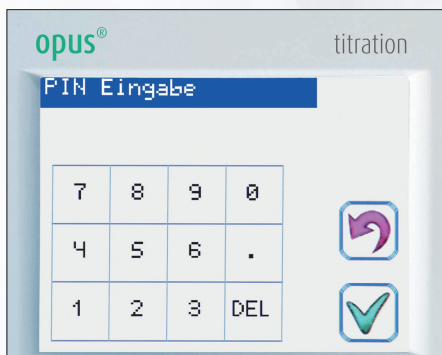 opus® titration
PIN Eingabe
7 8 9 0
4 5 6 .
1 2 3 DEL